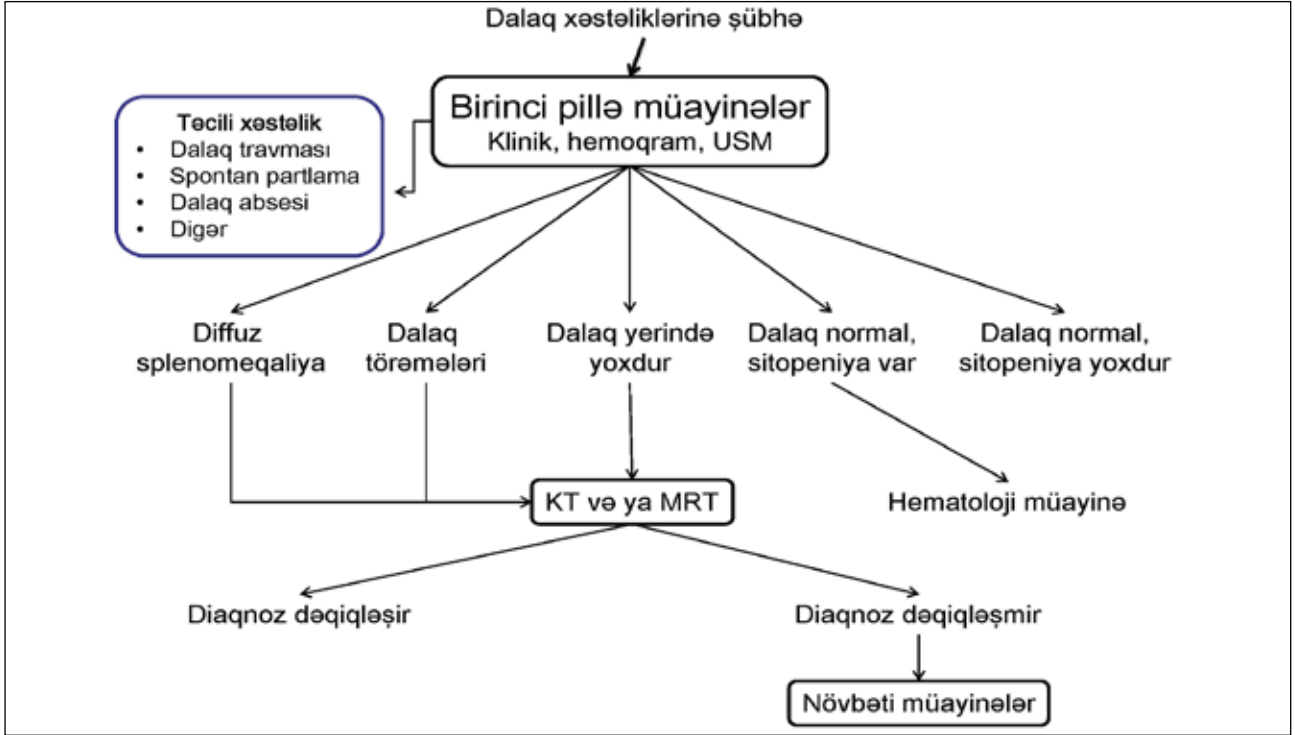 Dalaq xəstəliklərinə şübhə
Birinci pillə müayinələr
Klinik, hemoqram, USM
Təcili xəstəlik
• Dalaq travması
• Spontan partlama
• Dalaq absesi
• Digər
Diffuz
splenomeqaliya
Dalaq
törəmələri
Dalaq yerində
yoxdur
Dalaq normal,
sitopeniya var
Dalaq normal,
sitopeniya yoxdur
KT və ya MRT
Hematoloji müayinə
Diaqnoz dəqiqləşir
Diaqnoz dəqiqləşmir
Növbəti müayinələr